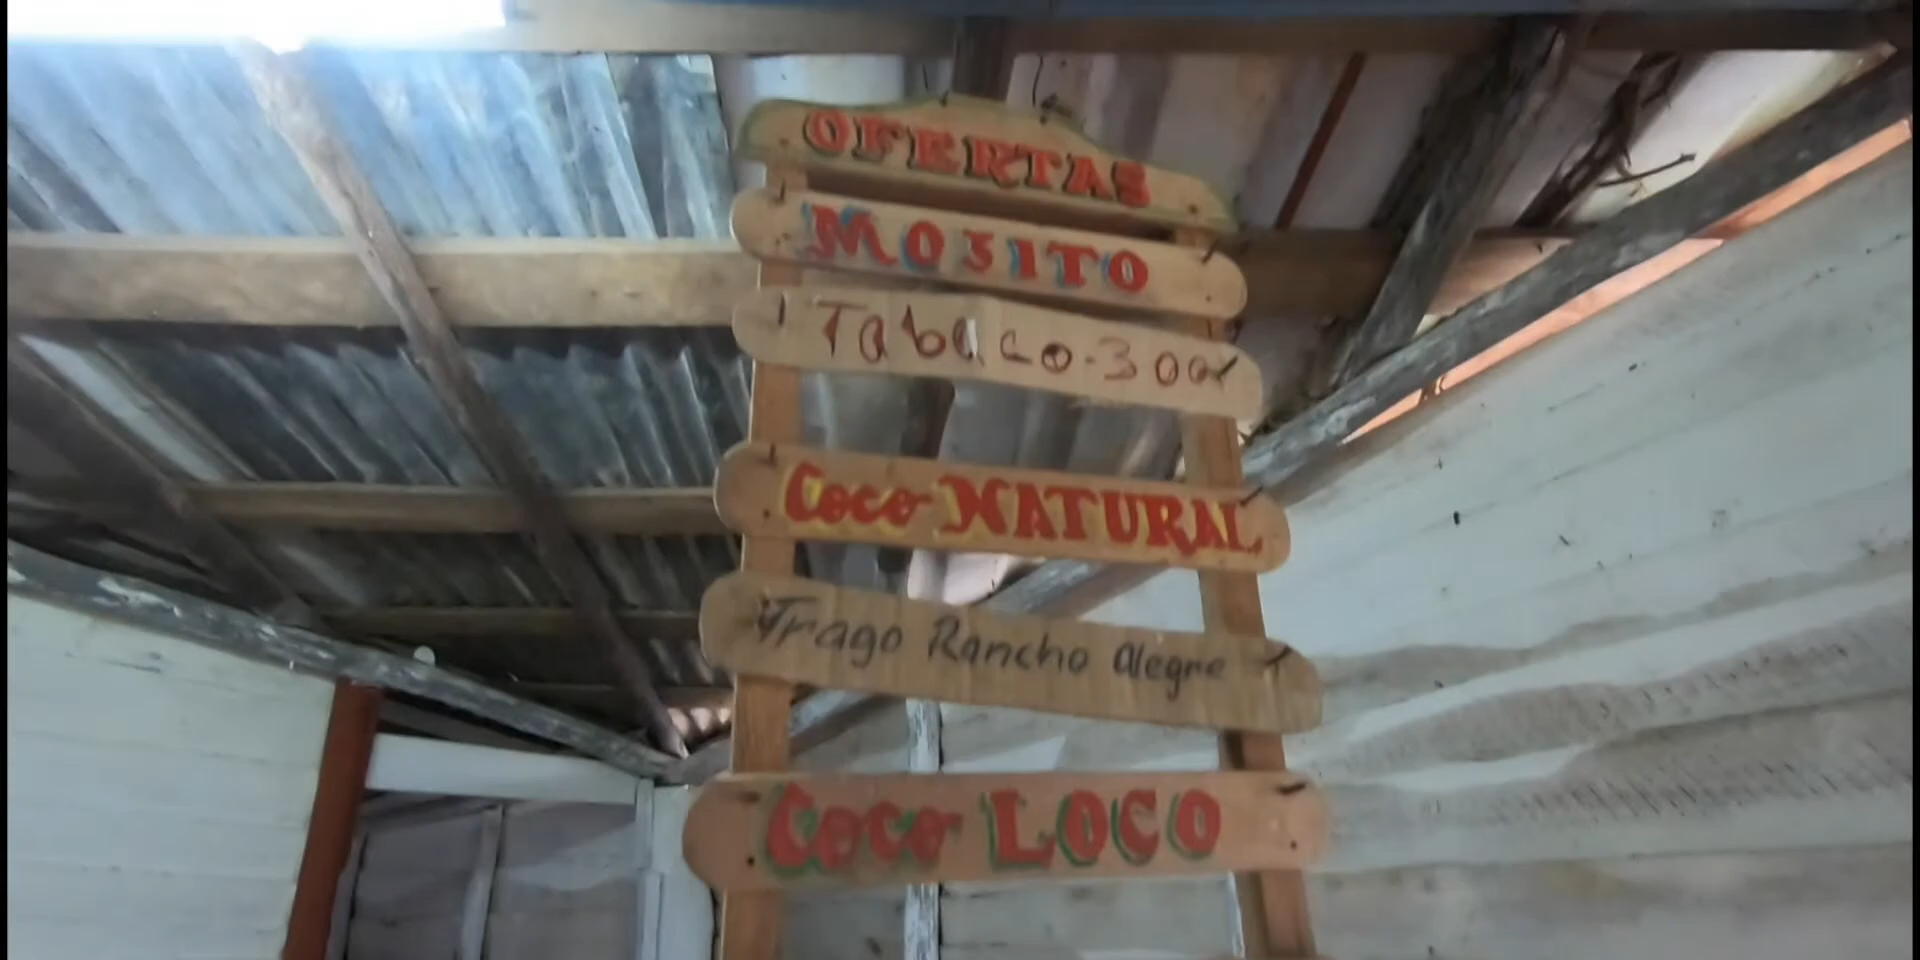 OFERTAS
MOJITO
Tabaco-300
Coco NATURAL
Trago Rancho Alegre
Coco LOCO